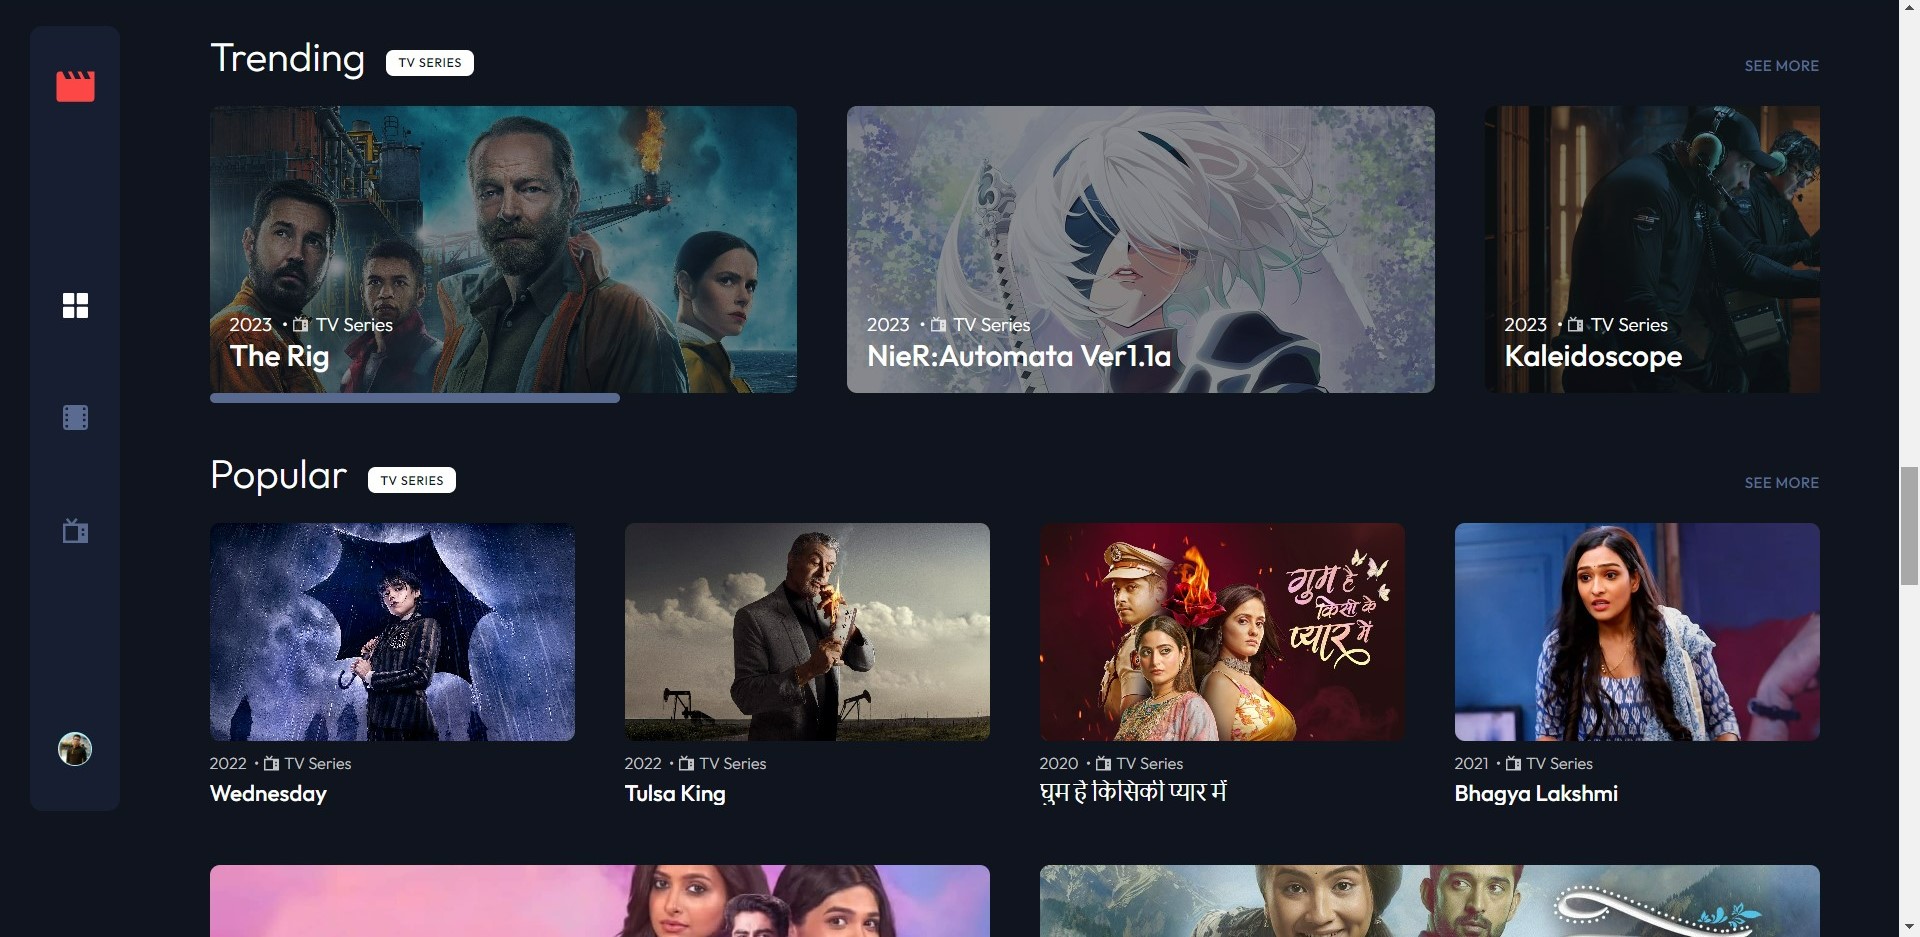 Trending TV SERIES SEE MORE
2023 • TV Series
The Rig
2023 • TV Series
NieR:Automata Ver1.1a
2023 • TV Series
Kaleidoscope
Popular TV SERIES SEE MORE
गुम है
किसी के
प्यार में
2022 • TV Series
Wednesday
2022 • TV Series
Tulsa King
2020 • TV Series
घुम है किसिकी प्यार में
2021 • TV Series
Bhagya Lakshmi